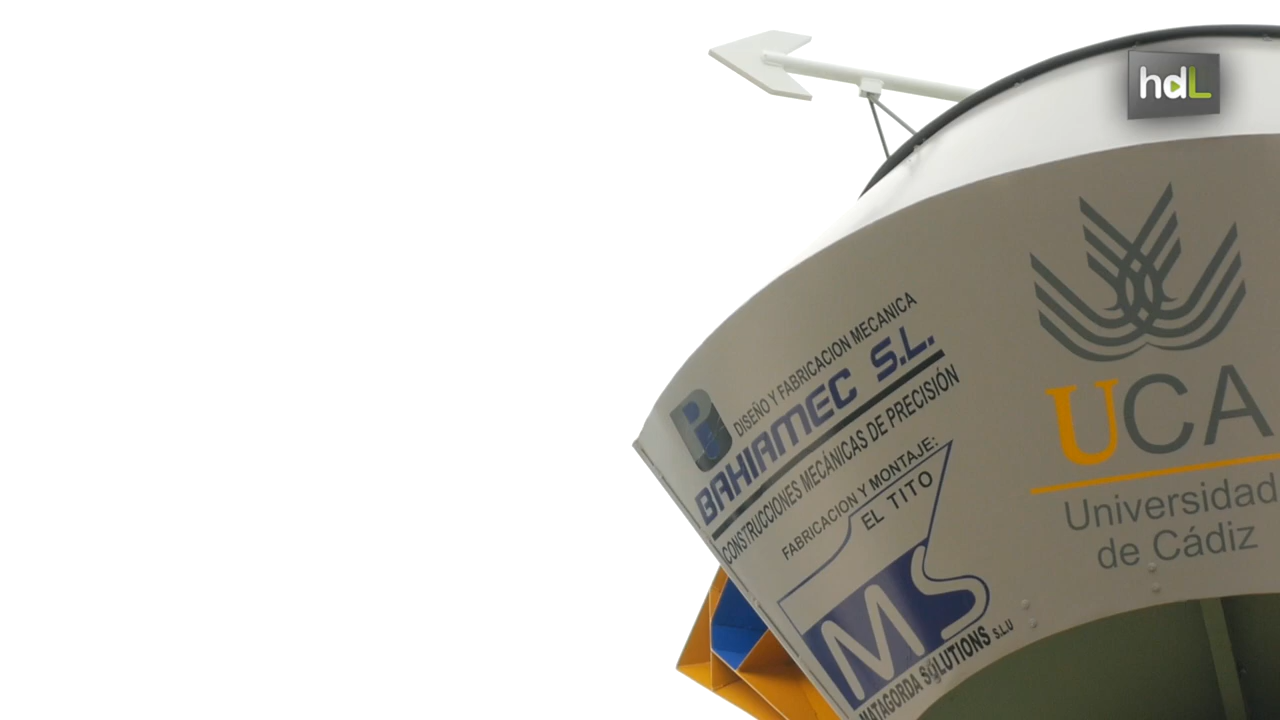 hdL
DISEÑO Y FABRICACION MECANICA
BAHIAMEC S.L.
CONSTRUCCIONES MECÁNICAS DE PRECISIÓN
FABRICACION Y MONTAJE:
EL TITO
MS
MATAGORDA SOLUTIONS S.L.U
UCA
Universidad
de Cádiz